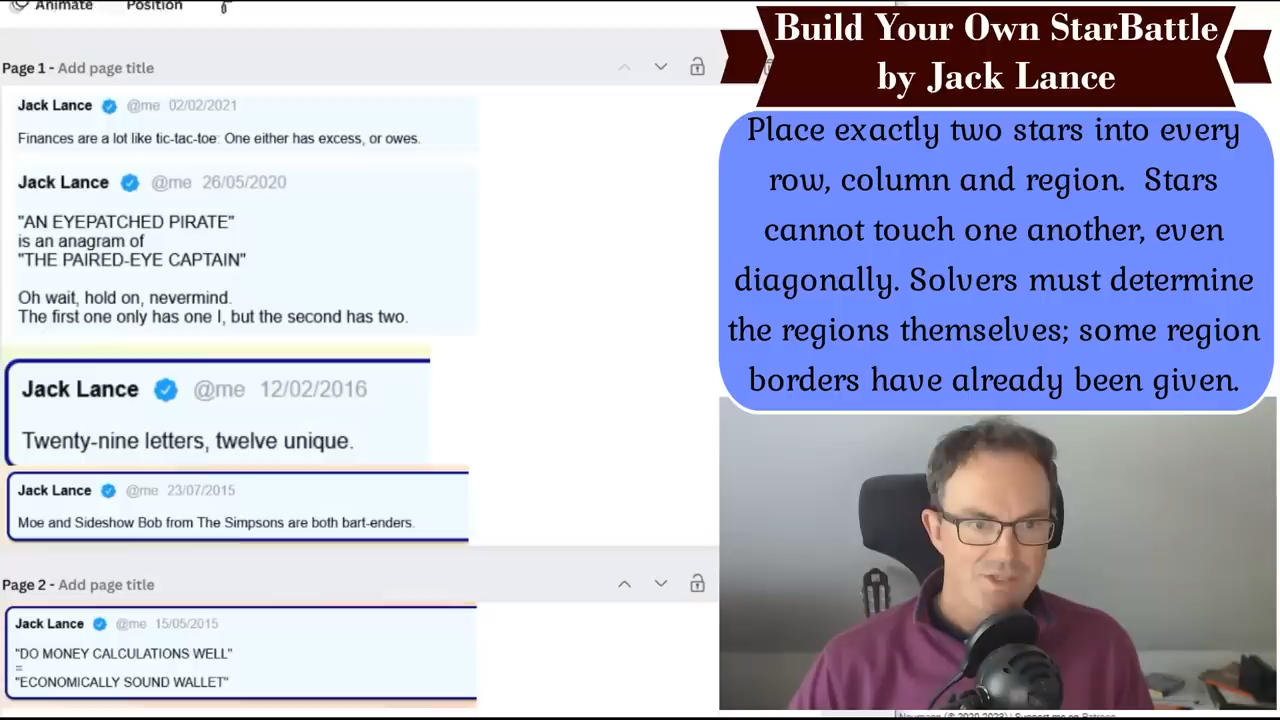 Animate Position
Page 1 - Add page title
Jack Lance @me 02/02/2021
Finances are a lot like tic-tac-toe: One either has excess, or owes.
Jack Lance @me 26/05/2020
"AN EYEPATCHED PIRATE"
is an anagram of
"THE PAIRED-EYE CAPTAIN"
Oh wait, hold on, nevermind.
The first one only has one I, but the second has two.
Jack Lance @me 12/02/2016
Twenty-nine letters, twelve unique.
Jack Lance @me 23/07/2015
Moe and Sideshow Bob from The Simpsons are both bart-enders.
Page 2 - Add page title
Jack Lance @me 15/05/2015
"DO MONEY CALCULATIONS WELL"
=
"ECONOMICALLY SOUND WALLET"
Build Your Own StarBattle
by Jack Lance
Place exactly two stars into every
row, column and region. Stars
cannot touch one another, even
diagonally. Solvers must determine
the regions themselves; some region
borders have already been given.